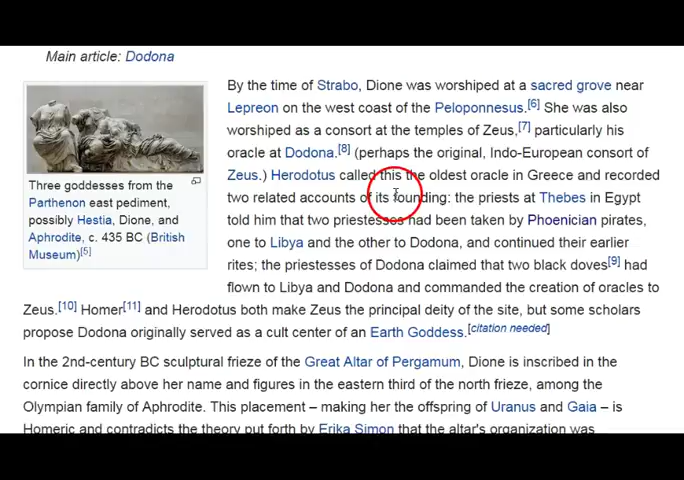 Main article: Dodona
By the time of Strabo, Dione was worshiped at a sacred grove near
Lepreon on the west coast of the Peloponnesus.[6] She was also
worshiped as a consort at the temples of Zeus,[7] particularly his
oracle at Dodona.[8] (perhaps the original, Indo-European consort of
Zeus.) Herodotus called this the oldest oracle in Greece and recorded
two related accounts of its founding: the priests at Thebes in Egypt
told him that two priestesses had been taken by Phoenician pirates,
one to Libya and the other to Dodona, and continued their earlier
rites; the priestesses of Dodona claimed that two black doves[9] had
flown to Libya and Dodona and commanded the creation of oracles to
Zeus.[10] Homer[11] and Herodotus both make Zeus the principal deity of the site, but some scholars
propose Dodona originally served as a cult center of an Earth Goddess.[citation needed]
Three goddesses from the
Parthenon east pediment,
possibly Hestia, Dione, and
Aphrodite, c. 435 BC (British
Museum)[5]
In the 2nd-century BC sculptural frieze of the Great Altar of Pergamum, Dione is inscribed in the
cornice directly above her name and figures in the eastern third of the north frieze, among the
Olympian family of Aphrodite. This placement – making her the offspring of Uranus and Gaia – is
Homeric and contradicts the theory put forth by Erika Simon that the altar's organization was